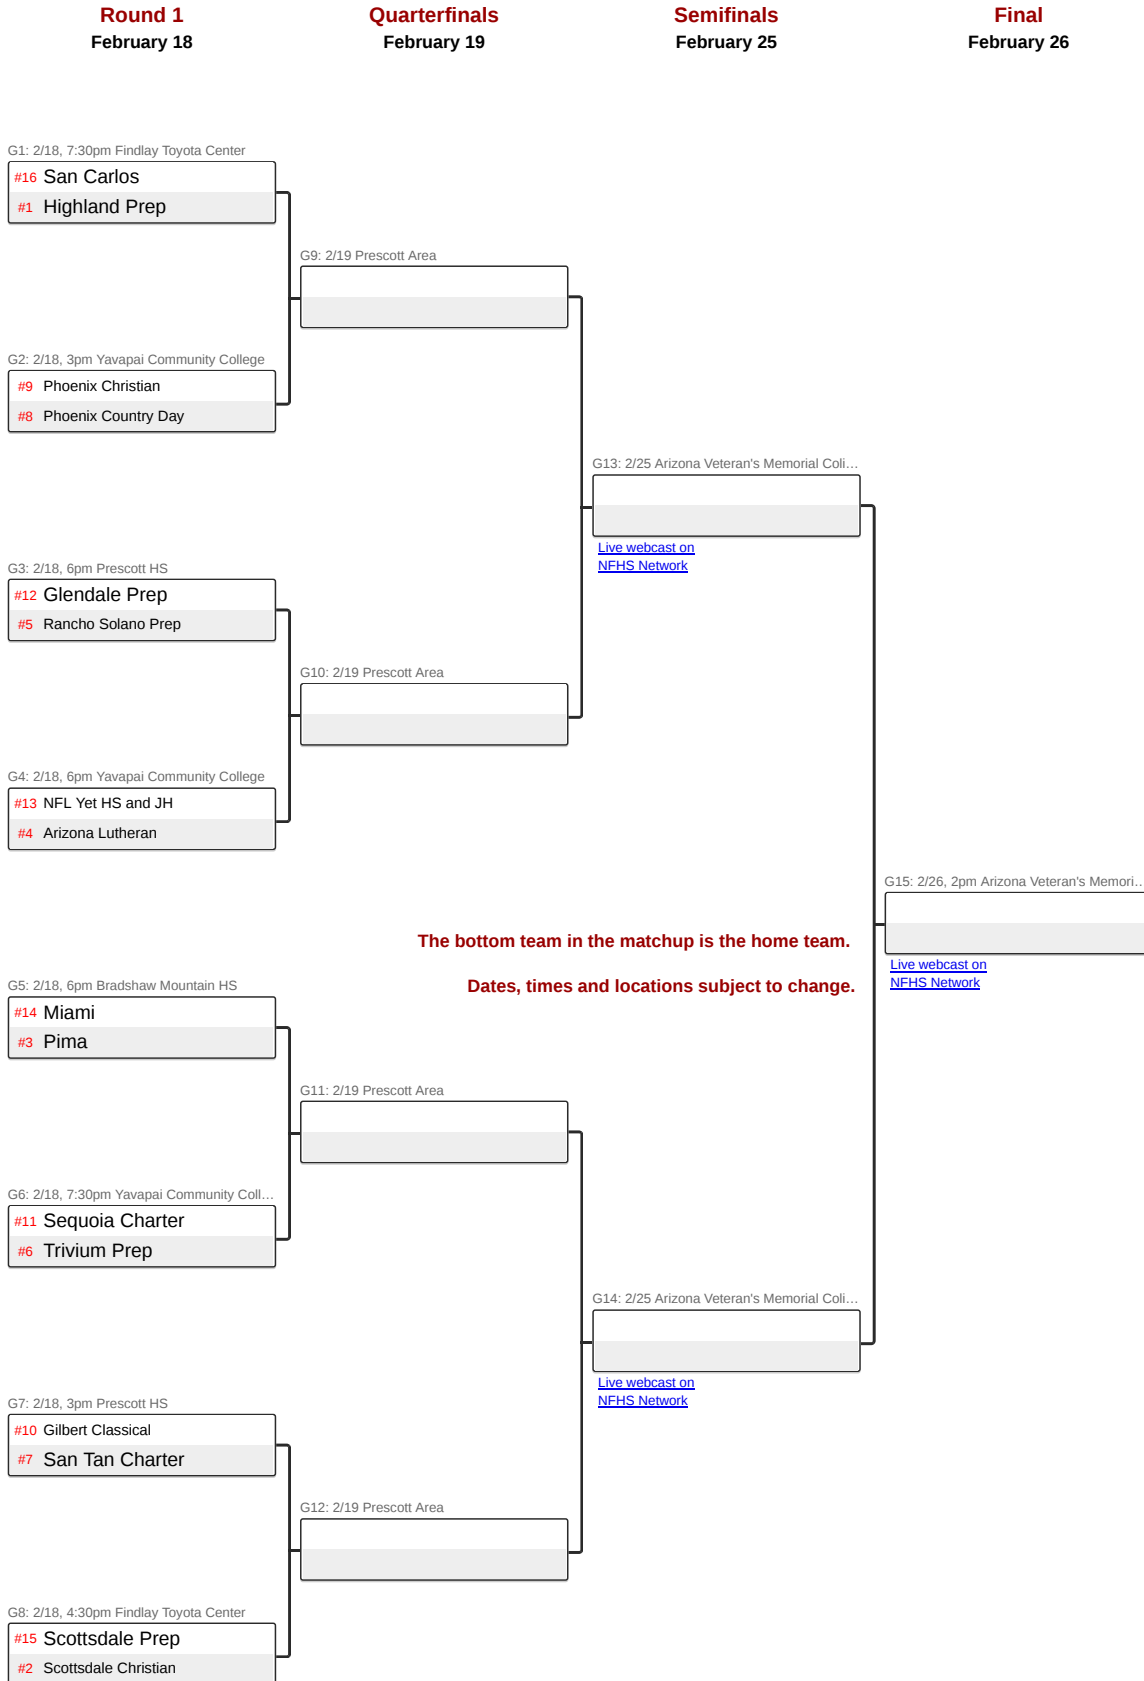 Round 1
February 18
Quarterfinals
February 19
Semifinals
February 25
Final
February 26
G1: 2/18, 7:30pm Findlay Toyota Center
#16 San Carlos
#1 Highland Prep
G9: 2/19 Prescott Area
G2: 2/18, 3pm Yavapai Community College
#9 Phoenix Christian
#8 Phoenix Country Day
G13: 2/25 Arizona Veteran's Memorial Coli...
Live webcast on
NFHS Network
G3: 2/18, 6pm Prescott HS
#12 Glendale Prep
#5 Rancho Solano Prep
G10: 2/19 Prescott Area
G4: 2/18, 6pm Yavapai Community College
#13 NFL Yet HS and JH
#4 Arizona Lutheran
G15: 2/26, 2pm Arizona Veteran's Memori...
Live webcast on
NFHS Network
The bottom team in the matchup is the home team.
Dates, times and locations subject to change.
G5: 2/18, 6pm Bradshaw Mountain HS
#14 Miami
#3 Pima
G11: 2/19 Prescott Area
G6: 2/18, 7:30pm Yavapai Community Coll...
#11 Sequoia Charter
#6 Trivium Prep
G14: 2/25 Arizona Veteran's Memorial Coli...
Live webcast on
NFHS Network
G7: 2/18, 3pm Prescott HS
#10 Gilbert Classical
#7 San Tan Charter
G12: 2/19 Prescott Area
G8: 2/18, 4:30pm Findlay Toyota Center
#15 Scottsdale Prep
#2 Scottsdale Christian